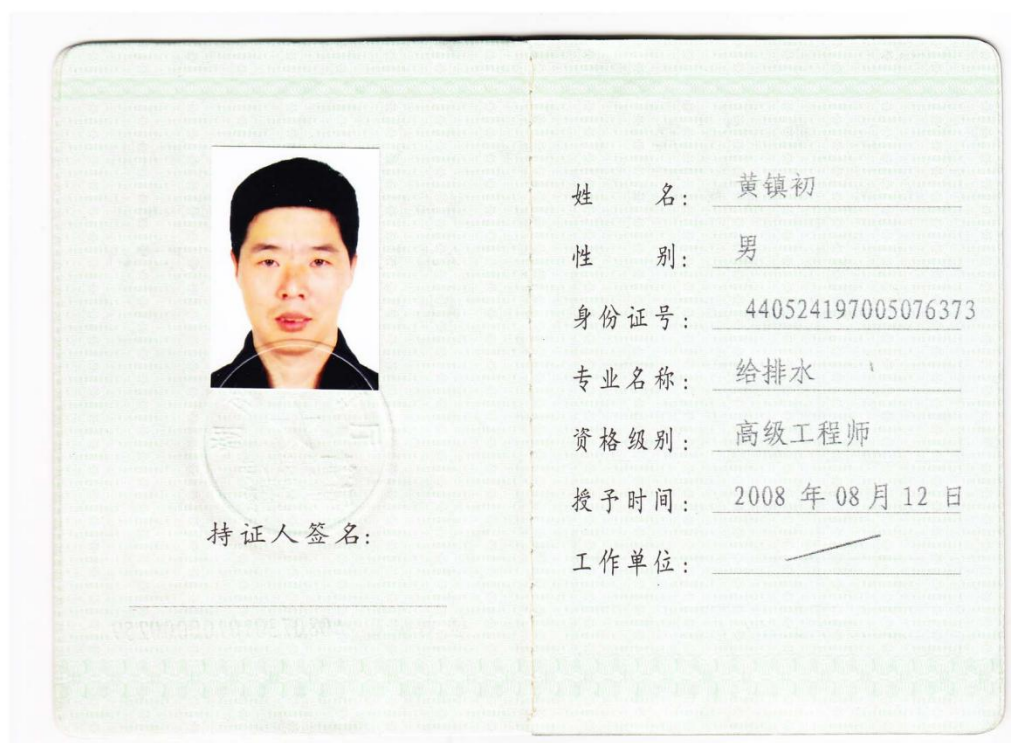 持证人签名:
姓 名: 黄镇初
性 别: 男
身份证号: 440524197005076373
专业名称: 给排水
资格级别: 高级工程师
授予时间: 2008 年 08 月 12 日
工作单位: